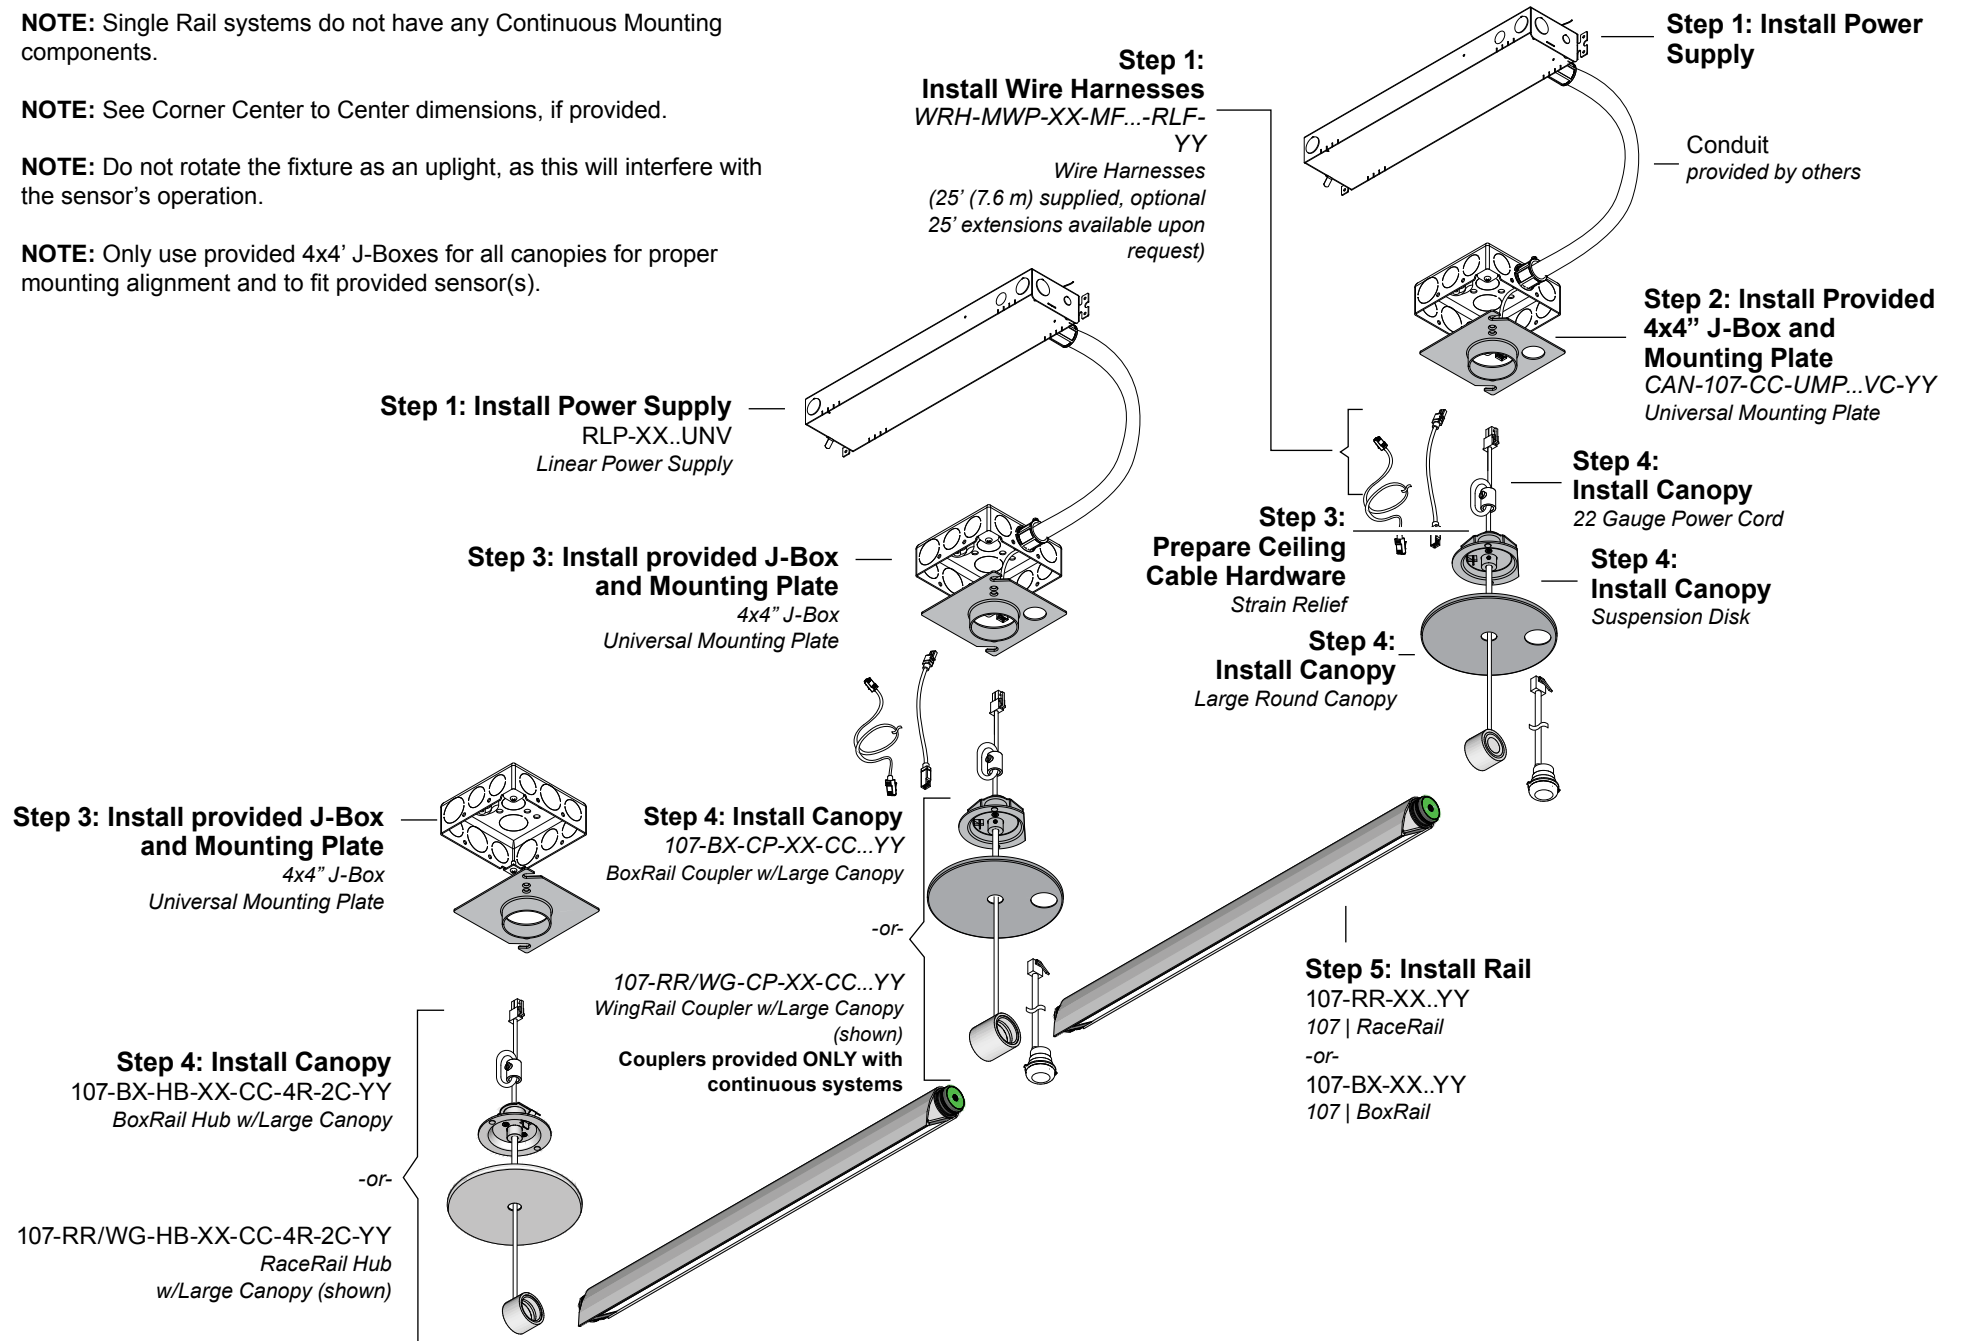 NOTE: Single Rail systems do not have any Continuous Mounting
components.
NOTE: See Corner Center to Center dimensions, if provided.
NOTE: Do not rotate the fixture as an uplight, as this will interfere with
the sensor’s operation.
NOTE: Only use provided 4x4’ J-Boxes for all canopies for proper
mounting alignment and to fit provided sensor(s).
Step 1:
Install Wire Harnesses
WRH-MWP-XX-MF...-RLF-
YY
Wire Harnesses
(25’ (7.6 m) supplied, optional
25’ extensions available upon
request)
Step 1: Install Power
Supply
Conduit
provided by others
Step 2: Install Provided
4x4” J-Box and
Mounting Plate
CAN-107-CC-UMP...VC-YY
Universal Mounting Plate
Step 1: Install Power Supply
RLP-XX..UNV
Linear Power Supply
Step 4:
Install Canopy
22 Gauge Power Cord
Step 3:
Prepare Ceiling
Cable Hardware
Strain Relief
Step 4:
Install Canopy
Suspension Disk
Step 4:
Install Canopy
Large Round Canopy
Step 3: Install provided J-Box
and Mounting Plate
4x4” J-Box
Universal Mounting Plate
Step 3: Install provided J-Box
and Mounting Plate
4x4” J-Box
Universal Mounting Plate
Step 4: Install Canopy
107-BX-CP-XX-CC...YY
BoxRail Coupler w/Large Canopy
-or-
107-RR/WG-CP-XX-CC...YY
WingRail Coupler w/Large Canopy
(shown)
Couplers provided ONLY with
continuous systems
Step 5: Install Rail
107-RR-XX..YY
107 | RaceRail
-or-
107-BX-XX..YY
107 | BoxRail
Step 4: Install Canopy
107-BX-HB-XX-CC-4R-2C-YY
BoxRail Hub w/Large Canopy
-or-
107-RR/WG-HB-XX-CC-4R-2C-YY
RaceRail Hub
w/Large Canopy (shown)